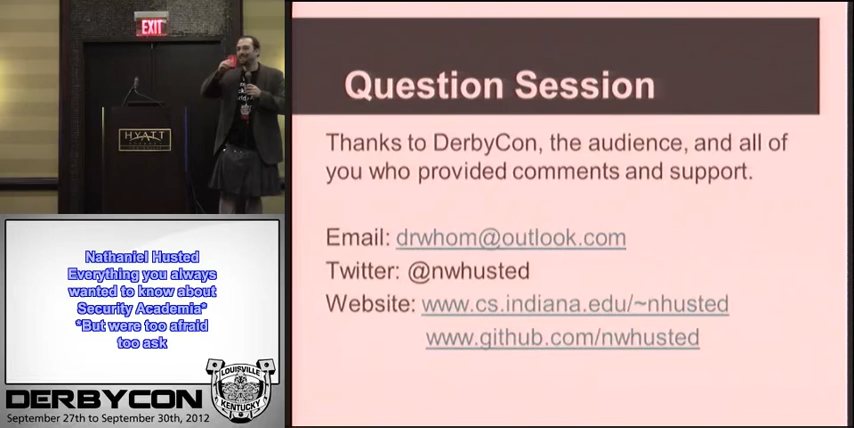 EXIT
HYATT
Question Session
Thanks to DerbyCon, the audience, and all of
you who provided comments and support.
Email: drwhom@outlook.com
Twitter: @nwhusted
Website: www.cs.indiana.edu/~nhusted
www.github.com/nwhusted
Nathaniel Husted
Everything you always
wanted to know about
Security Academia*
*But were too afraid
too ask
LOUISVILLE
KENTUCKY
DERBYCON
September 27th to September 30th, 2012